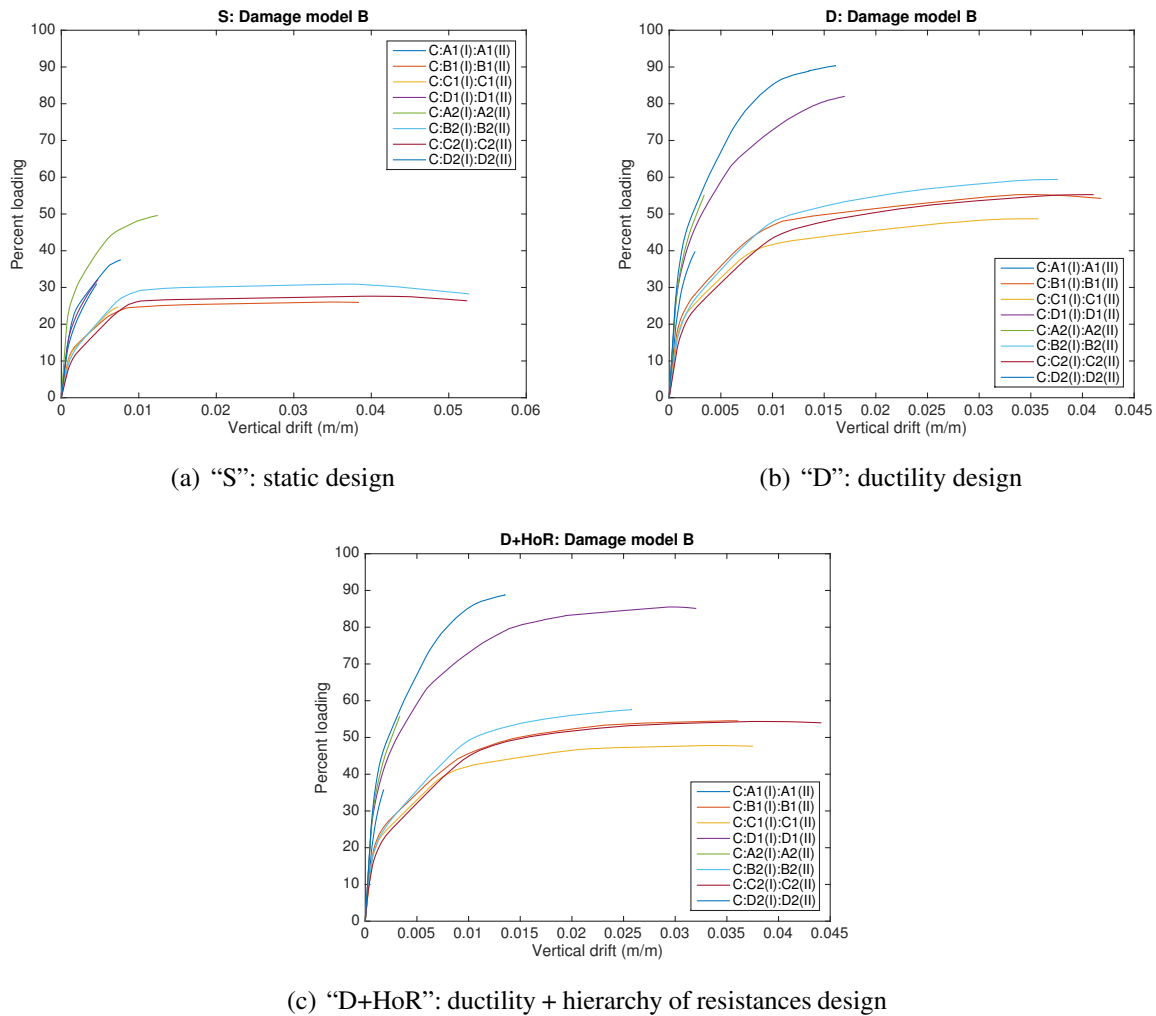 S: Damage model B
100
90
80
70
60
50
40
30
20
10
0
Percent loading
C:A1(I):A1(II)
C:B1(I):B1(II)
C:C1(I):C1(II)
C:D1(I):D1(II)
C:A2(I):A2(II)
C:B2(I):B2(II)
C:C2(I):C2(II)
C:D2(I):D2(II)
0 0.01 0.02 0.03 0.04 0.05 0.06
Vertical drift (m/m)
(a) “S”: static design
D: Damage model B
100
90
80
70
60
50
40
30
20
10
0
Percent loading
C:A1(I):A1(II)
C:B1(I):B1(II)
C:C1(I):C1(II)
C:D1(I):D1(II)
C:A2(I):A2(II)
C:B2(I):B2(II)
C:C2(I):C2(II)
C:D2(I):D2(II)
0 0.005 0.01 0.015 0.02 0.025 0.03 0.035 0.04 0.045
Vertical drift (m/m)
(b) “D”: ductility design
D+HoR: Damage model B
100
90
80
70
60
50
40
30
20
10
0
Percent loading
C:A1(I):A1(II)
C:B1(I):B1(II)
C:C1(I):C1(II)
C:D1(I):D1(II)
C:A2(I):A2(II)
C:B2(I):B2(II)
C:C2(I):C2(II)
C:D2(I):D2(II)
0 0.005 0.01 0.015 0.02 0.025 0.03 0.035 0.04 0.045
Vertical drift (m/m)
(c) “D+HoR”: ductility + hierarchy of resistances design